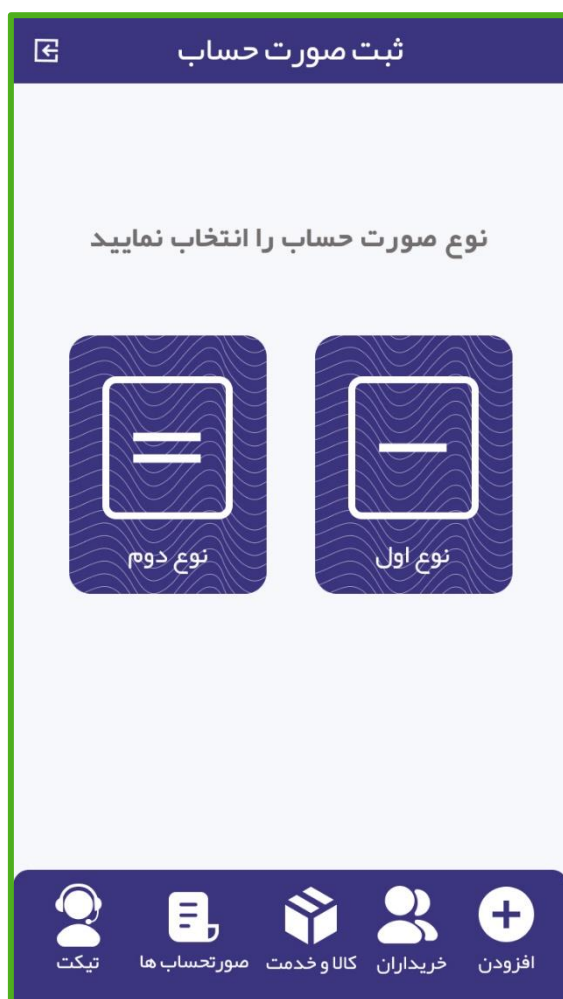 ثبت صورت حساب
نوع صورت حساب را انتخاب نمایید
نوع اول
نوع دوم
افزودن
خریداران
کالا و خدمت
صورتحساب ها
تیکت